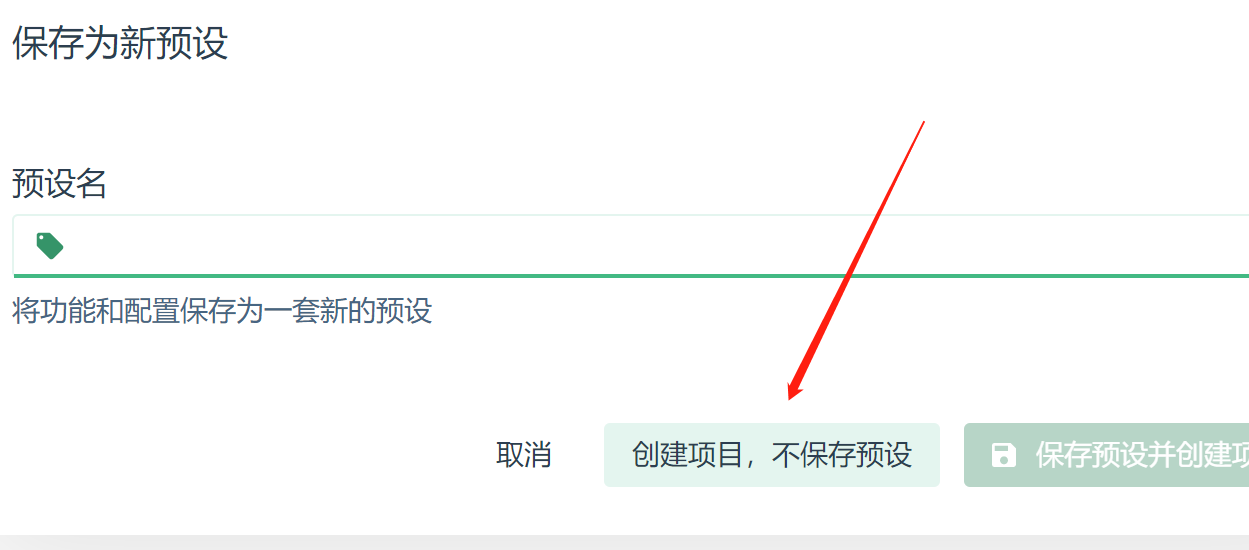 保存为新预设
预设名
将功能和配置保存为一套新的预设
取消
创建项目，不保存预设
保存预设并创建项